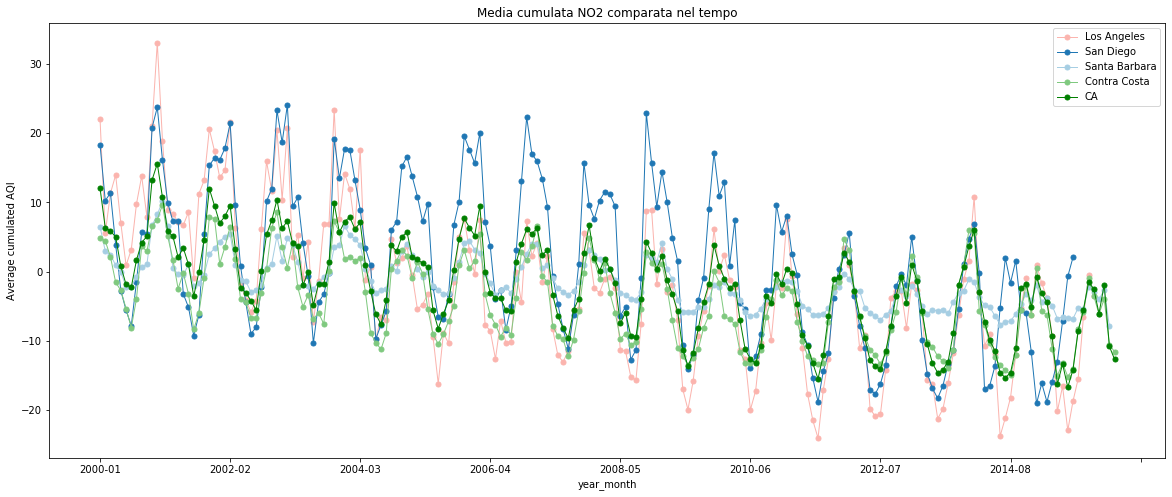 Media cumulata NO2 comparata nel tempo
Los Angeles
San Diego
Santa Barbara
Contra Costa
CA
Average cumulated AQI
30
20
10
0
−10
−20
2000-01
2002-02
2004-03
2006-04
2008-05
2010-06
2012-07
2014-08
year_month